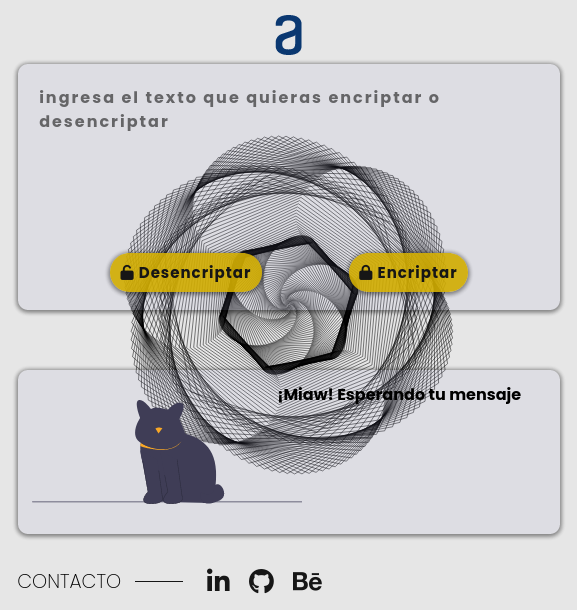 a
ingresa el texto que quieras encriptar o
desencriptar
Desencriptar
Encriptar
¡Miaw! Esperando tu mensaje
CONTACTO
in
Bē